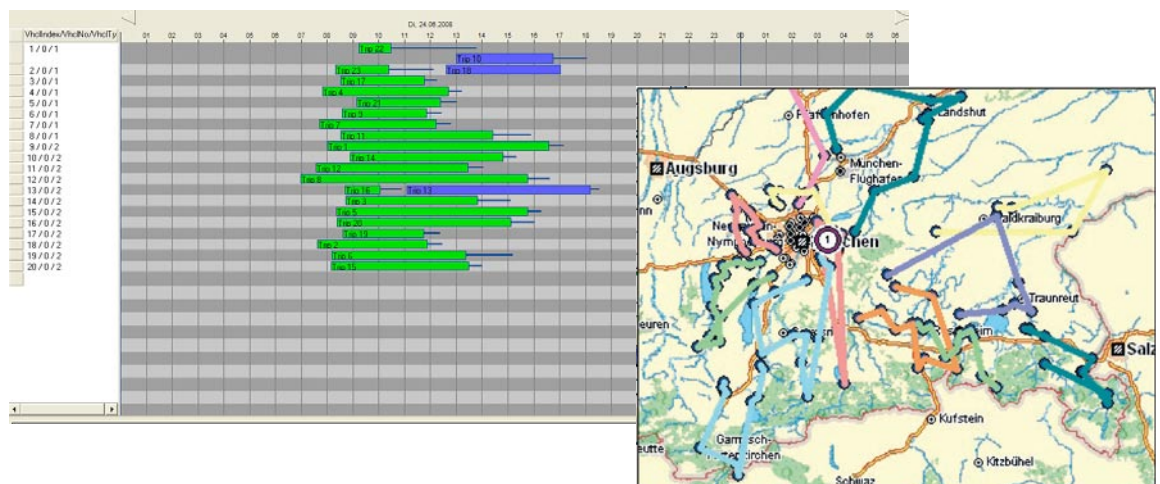 Di, 24.06.2008
VhclIndex/VhclNo/VhclTy
01 02 03 04 05 06 07 08 09 10 11 12 13 14 15 16 17 18 19 20 21 22 23 00 01 02 03 04 05 06
1 / 0 / 1
Trip 22
Trip 10
2 / 0 / 1
Trip 23
Trip 18
3 / 0 / 1
Trip 17
4 / 0 / 1
Trip 4
5 / 0 / 1
Trip 21
6 / 0 / 1
Trip 9
7 / 0 / 1
Trip 7
8 / 0 / 1
Trip 11
9 / 0 / 2
Trip 1
10 / 0 / 2
Trip 14
11 / 0 / 2
Trip 12
12 / 0 / 2
Trip 8
13 / 0 / 2
Trip 16
Trip 13
14 / 0 / 2
Trip 3
15 / 0 / 2
Trip 5
16 / 0 / 2
Trip 20
17 / 0 / 2
Trip 19
18 / 0 / 2
Trip 2
19 / 0 / 2
Trip 6
20 / 0 / 2
Trip 15
Landshut
Augsburg
München-
Flughafen
1
Traunreut
Salz
Kufstein
Garmisch-
Kitzbühel
Schwaz